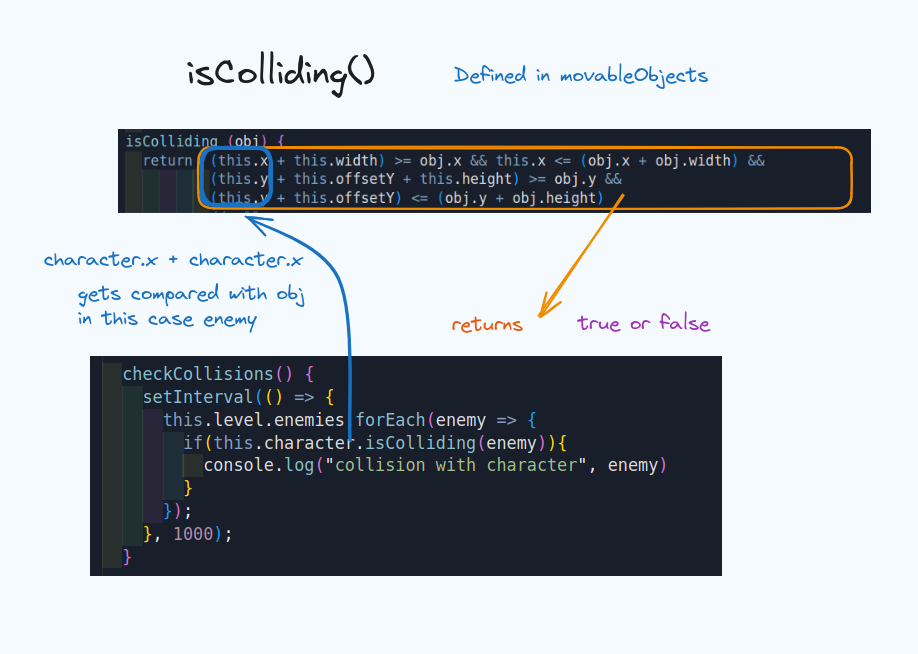 isColliding()
Defined in movableObjects
isColliding (obj) {
return (this.x + this.width) >= obj.x && this.x <= (obj.x + obj.width) &&
(this.y + this.offsetY + this.height) >= obj.y &&
(this.y + this.offsetY) <= (obj.y + obj.height)
character.x + character.x
gets compared with obj
in this case enemy
returns true or false
checkCollisions() {
setInterval(() => {
this.level.enemies.forEach(enemy => {
if(this.character.isColliding(enemy)){
console.log("collision with character", enemy)
}
});
}, 1000);
}